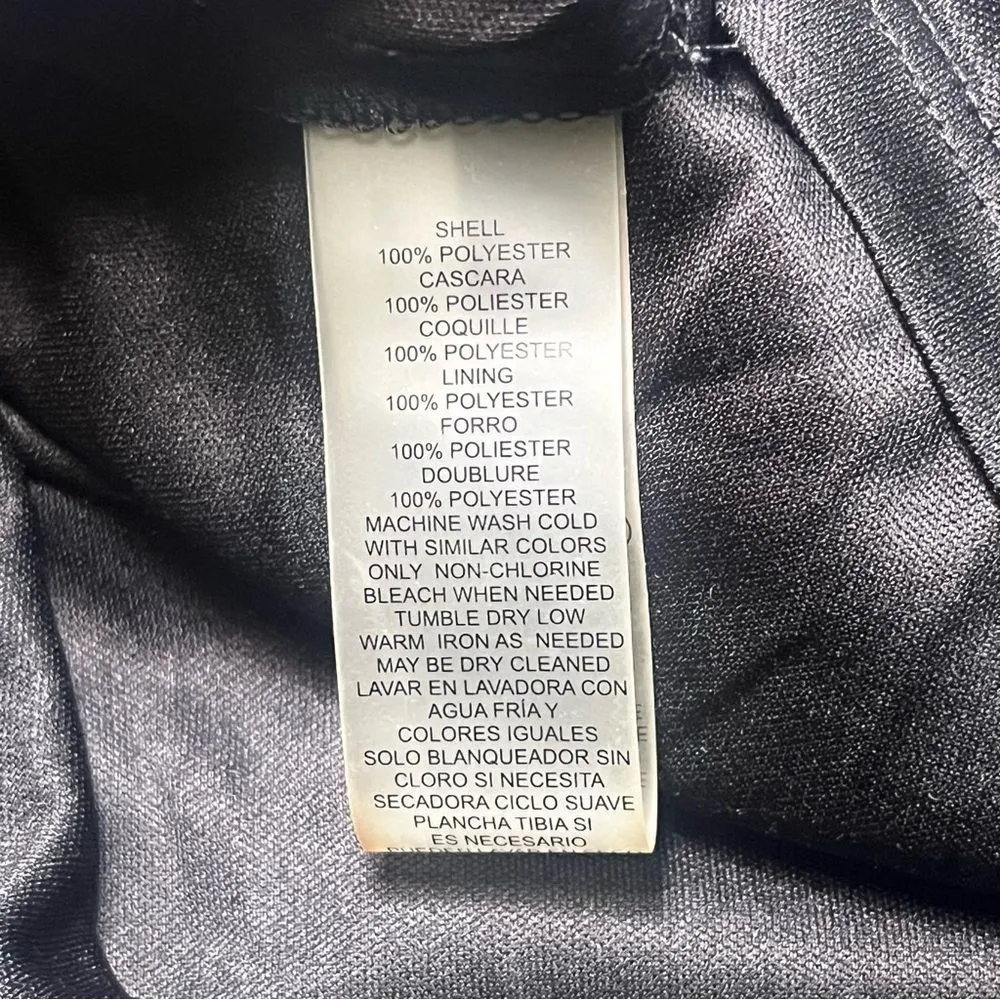 SHELL
100% POLYESTER
CASCARA
100% POLIESTER
COQUILLE
100% POLYESTER
LINING
100% POLYESTER
FORRO
100% POLIESTER
DOUBLURE
100% POLYESTER
MACHINE WASH COLD
WITH SIMILAR COLORS
ONLY NON-CHLORINE
BLEACH WHEN NEEDED
TUMBLE DRY LOW
WARM IRON AS NEEDED
MAY BE DRY CLEANED
LAVAR EN LAVADORA CON
AGUA FRÍA Y
COLORES IGUALES
SOLO BLANQUEADOR SIN
CLORO SI NECESITA
SECADORA CICLO SUAVE
PLANCHA TIBIA SI
ES NECESARIO